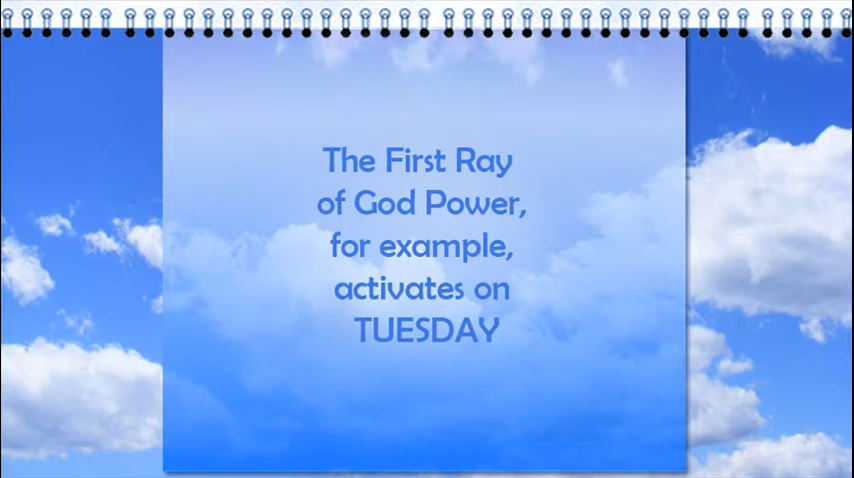 The First Ray
of God Power,
for example,
activates on
TUESDAY